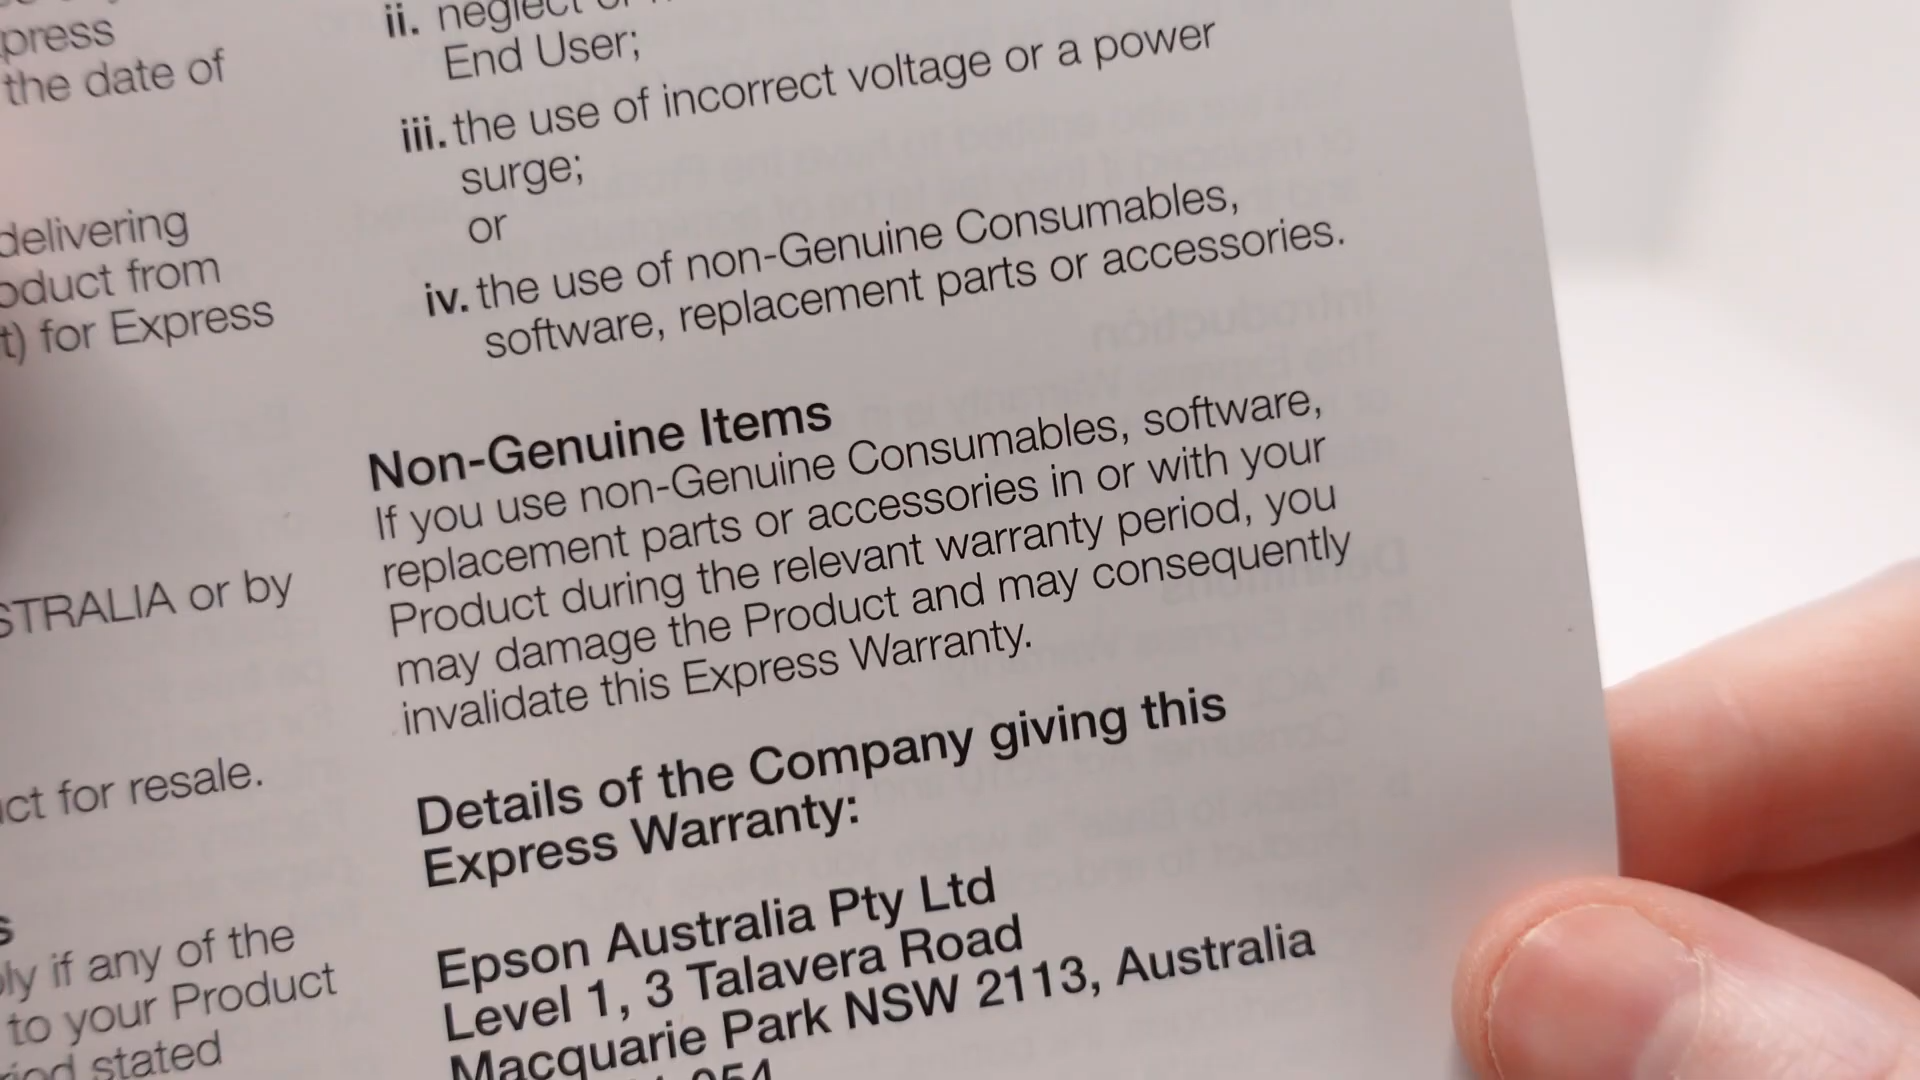 press
the date of
delivering
oduct from
t) for Express
STRALIA or by
ct for resale.
s
ly if any of the
to your Product
riod stated
ii. neglect or
End User;
iii. the use of incorrect voltage or a power
surge;
or
iv. the use of non-Genuine Consumables,
software, replacement parts or accessories.
Non-Genuine Items
If you use non-Genuine Consumables, software,
replacement parts or accessories in or with your
Product during the relevant warranty period, you
may damage the Product and may consequently
invalidate this Express Warranty.
Details of the Company giving this
Express Warranty:
Epson Australia Pty Ltd
Level 1, 3 Talavera Road
Macquarie Park NSW 2113, Australia
054